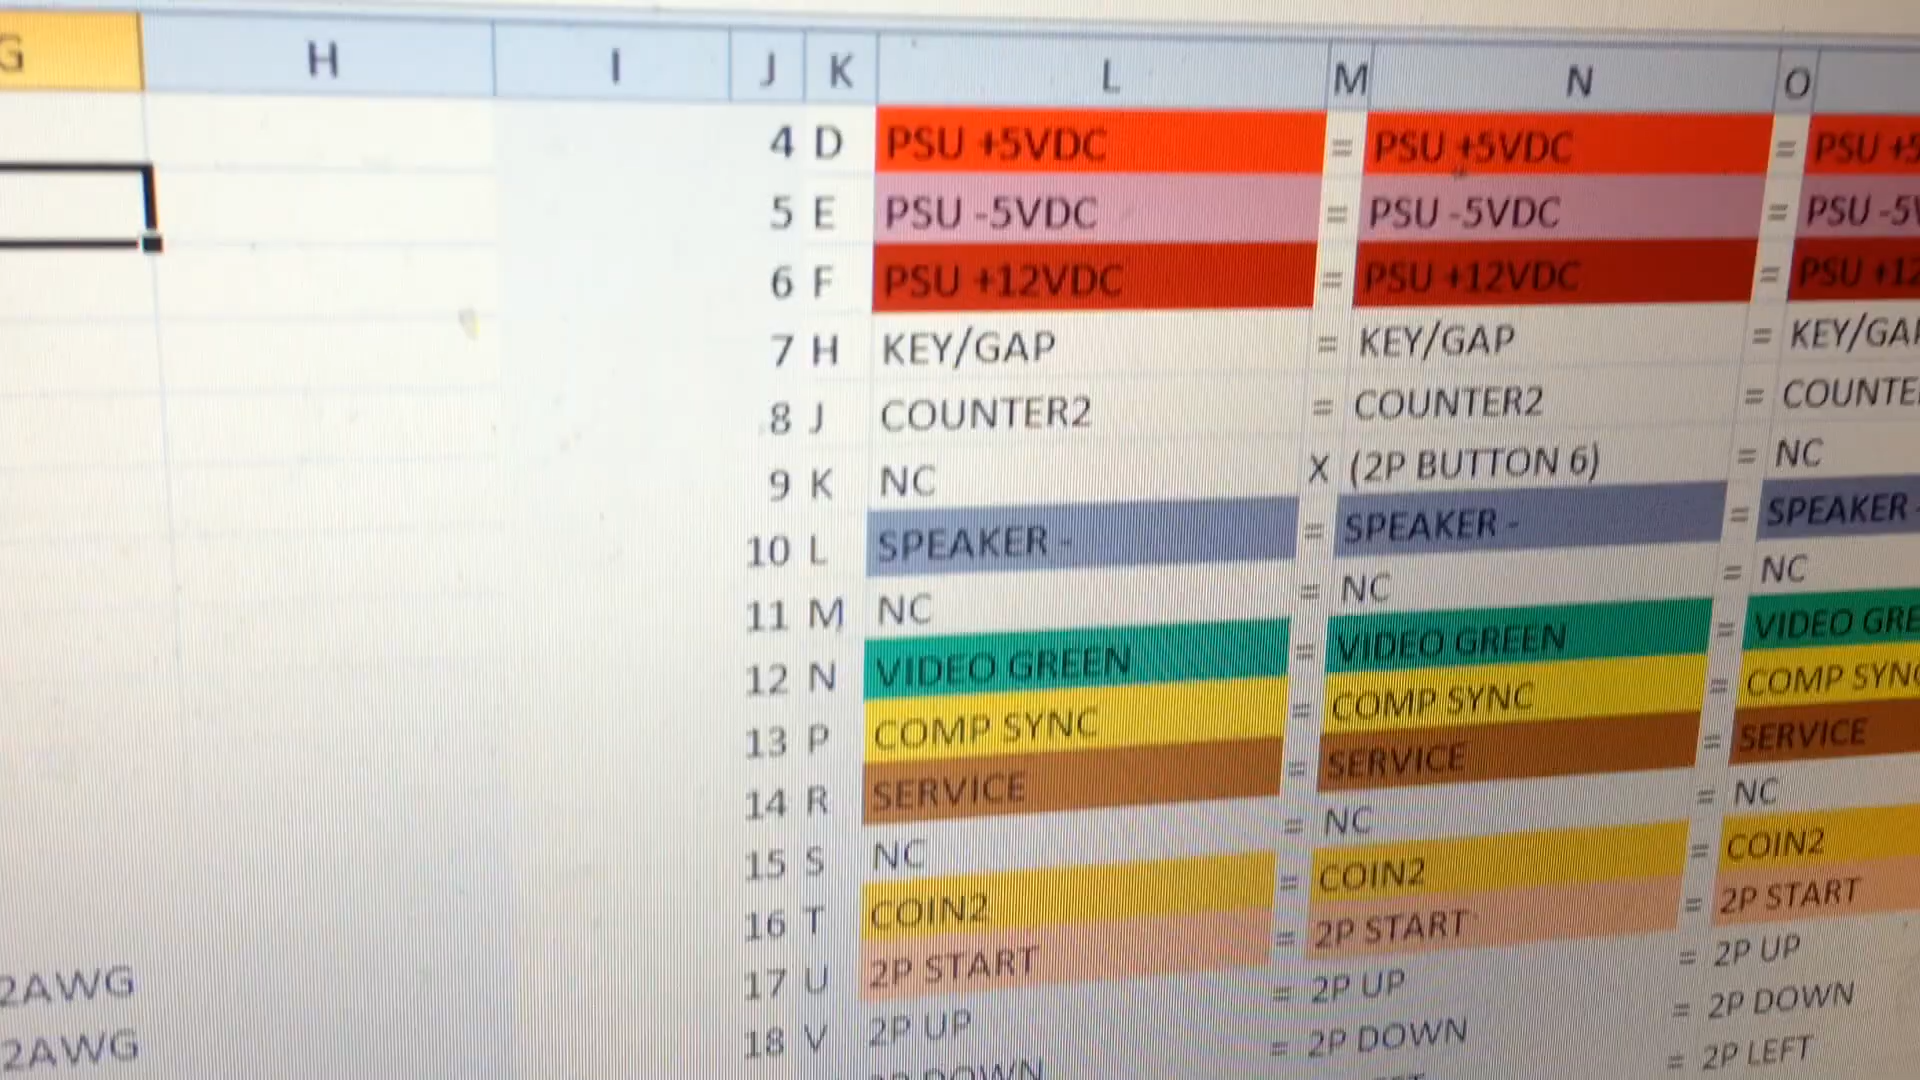 G H I J K L M N O
4 D PSU +5VDC = PSU +5VDC = PSU +5
5 E PSU -5VDC = PSU -5VDC = PSU -5V
6 F PSU +12VDC = PSU +12VDC = PSU +12
7 H KEY/GAP = KEY/GAP = KEY/GAP
8 J COUNTER2 = COUNTER2 = COUNTE
9 K NC X (2P BUTTON 6) = NC
10 L SPEAKER - = SPEAKER - = SPEAKER -
11 M NC = NC = NC
12 N VIDEO GREEN = VIDEO GREEN = VIDEO GRE
13 P COMP SYNC = COMP SYNC = COMP SYNC
14 R SERVICE = SERVICE = SERVICE
15 S NC = NC = NC
16 T COIN2 = COIN2 = COIN2
17 U 2P START = 2P START = 2P START
2AWG 18 V 2P UP = 2P UP = 2P UP
2AWG DOWN = 2P DOWN = 2P DOWN
= 2P LEFT